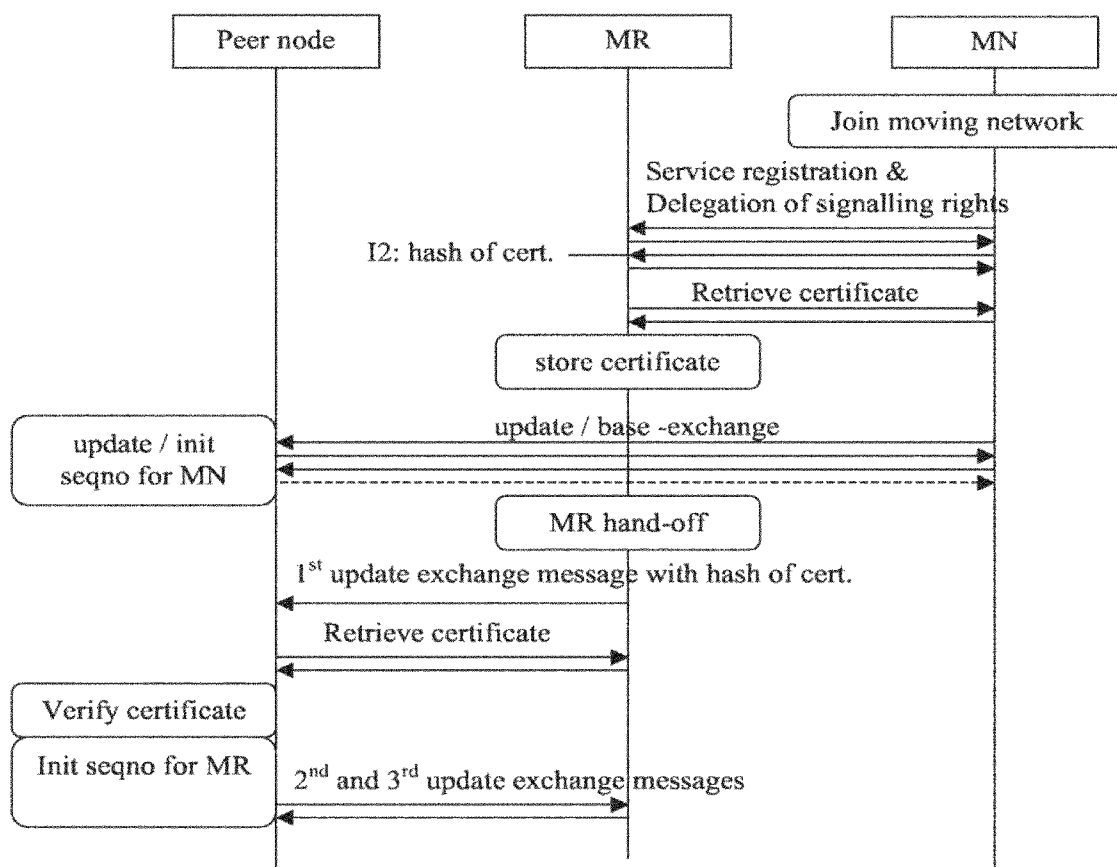 Peer node
MR
MN
Join moving network
Service registration &
Delegation of signalling rights
I2: hash of cert.
Retrieve certificate
store certificate
update / base -exchange
update / init
seqno for MN
MR hand-off
1st update exchange message with hash of cert.
Retrieve certificate
Verify certificate
Init seqno for MR
2nd and 3rd update exchange messages